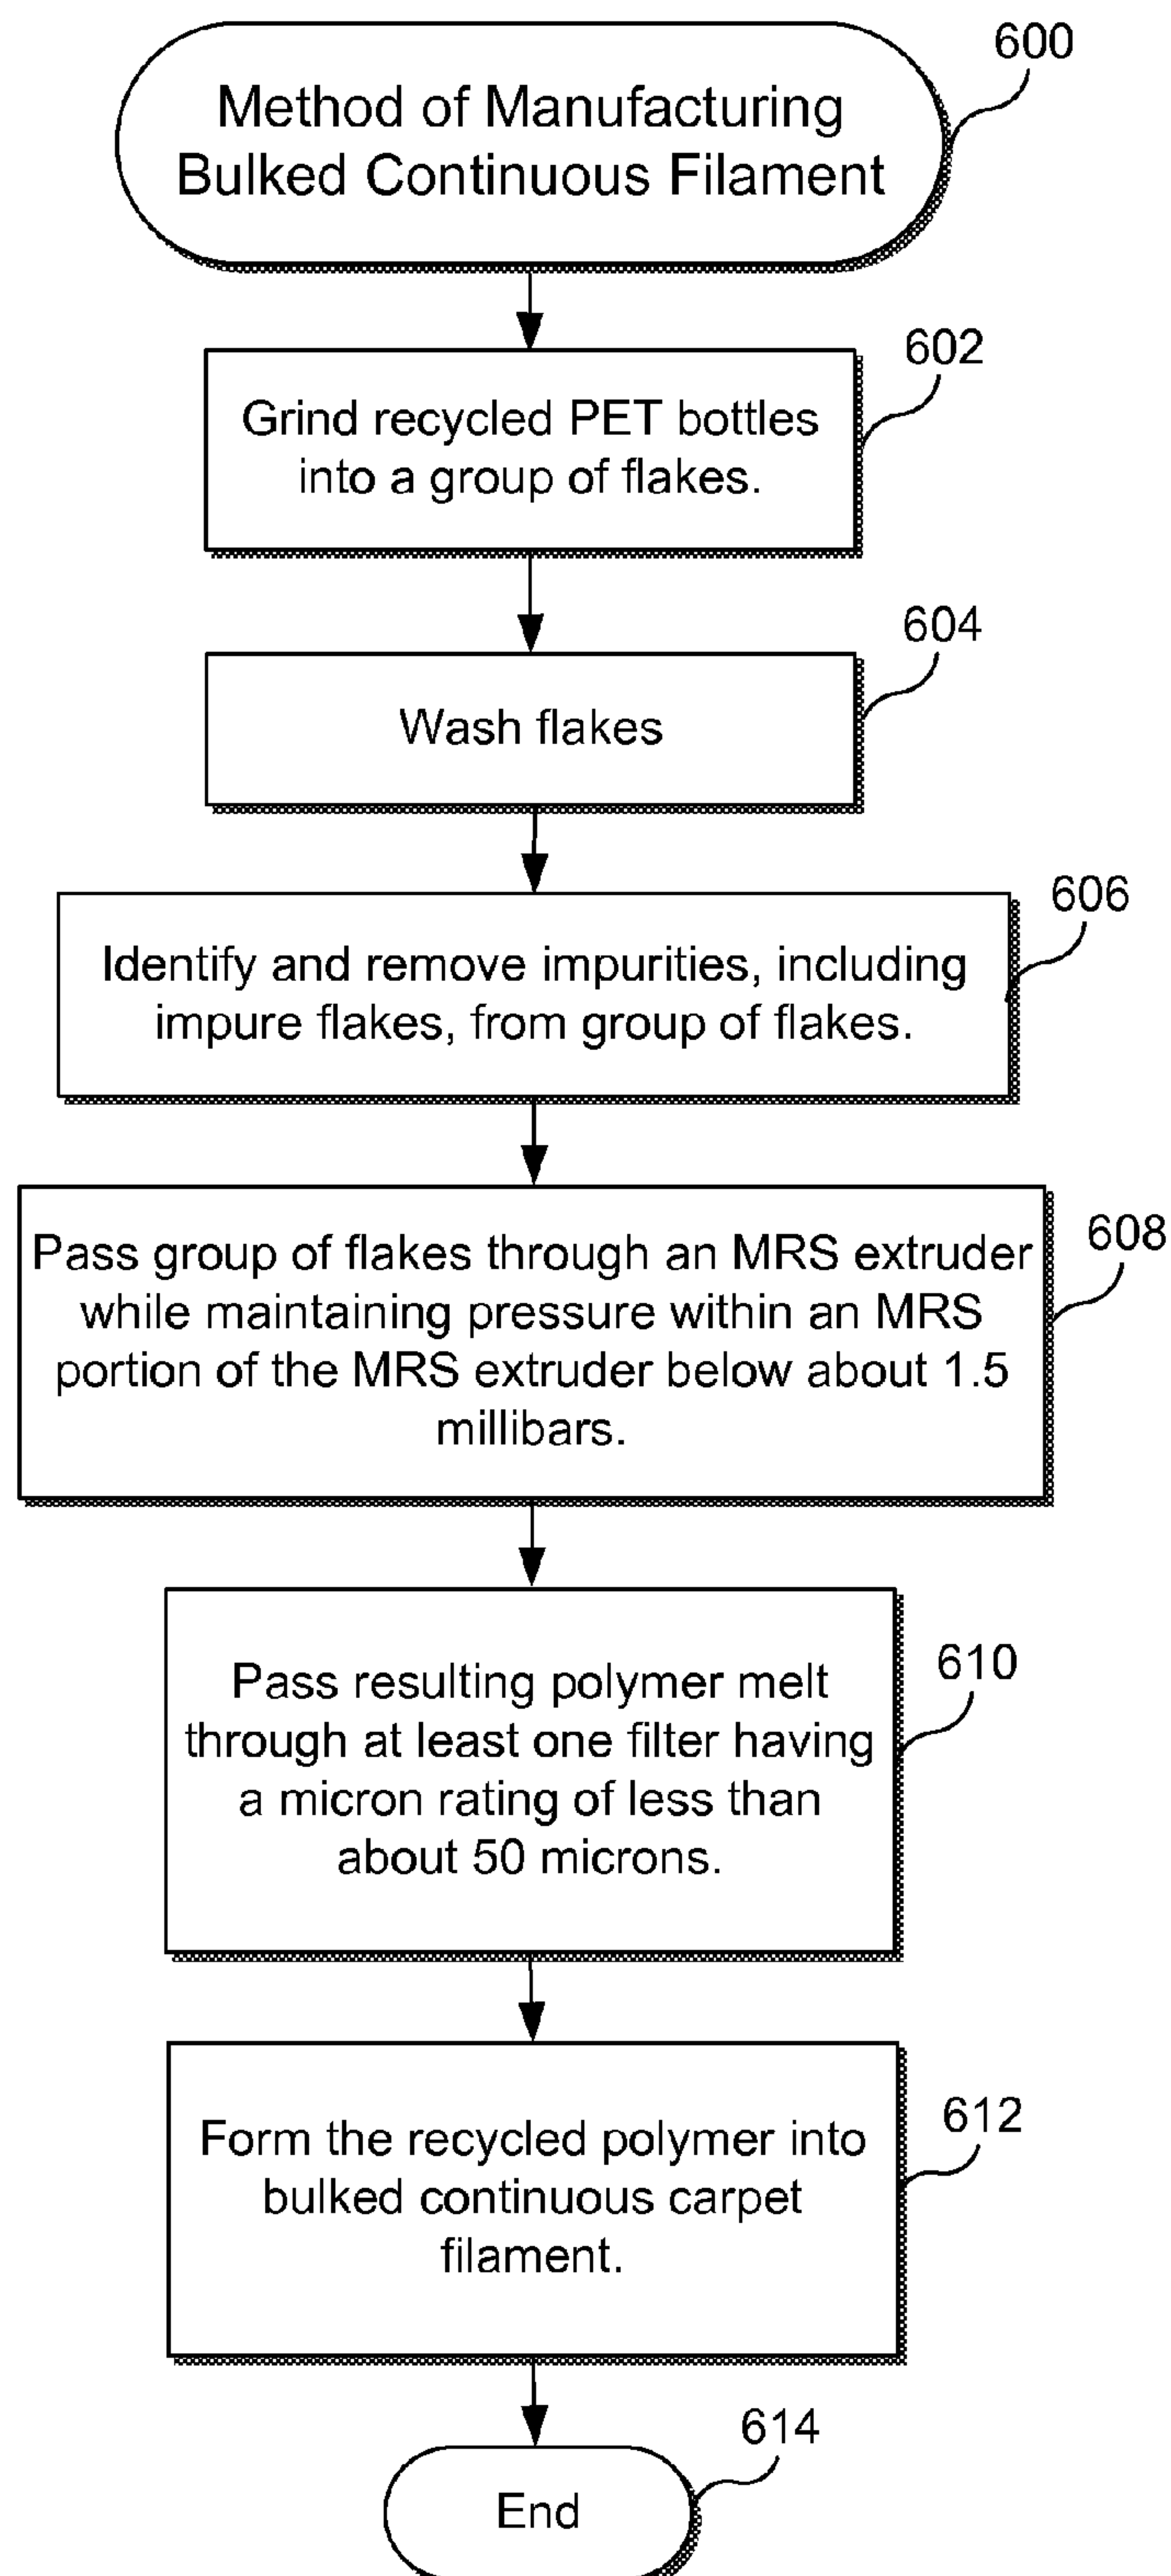 600
Method of Manufacturing
Bulked Continuous Filament
602
Grind recycled PET bottles
into a group of flakes.
604
Wash flakes
606
Identify and remove impurities, including
impure flakes, from group of flakes.
608
Pass group of flakes through an MRS extruder
while maintaining pressure within an MRS
portion of the MRS extruder below about 1.5
millibars.
610
Pass resulting polymer melt
through at least one filter having
a micron rating of less than
about 50 microns.
612
Form the recycled polymer into
bulked continuous carpet
filament.
614
End